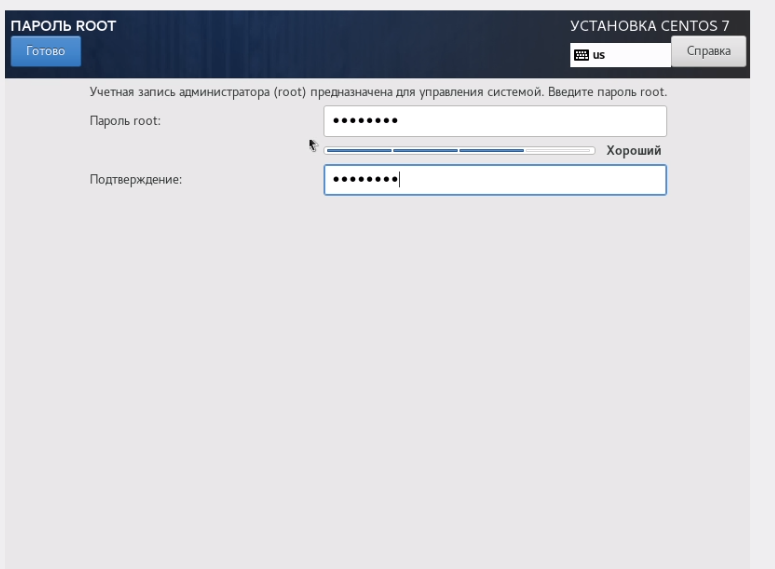 ПАРОЛЬ ROOT
УСТАНОВКА CENTOS 7
Готово
us
Справка
Учетная запись администратора (root) предназначена для управления системой. Введите пароль root.
Пароль root:
••••••••
Хороший
Подтверждение:
••••••••